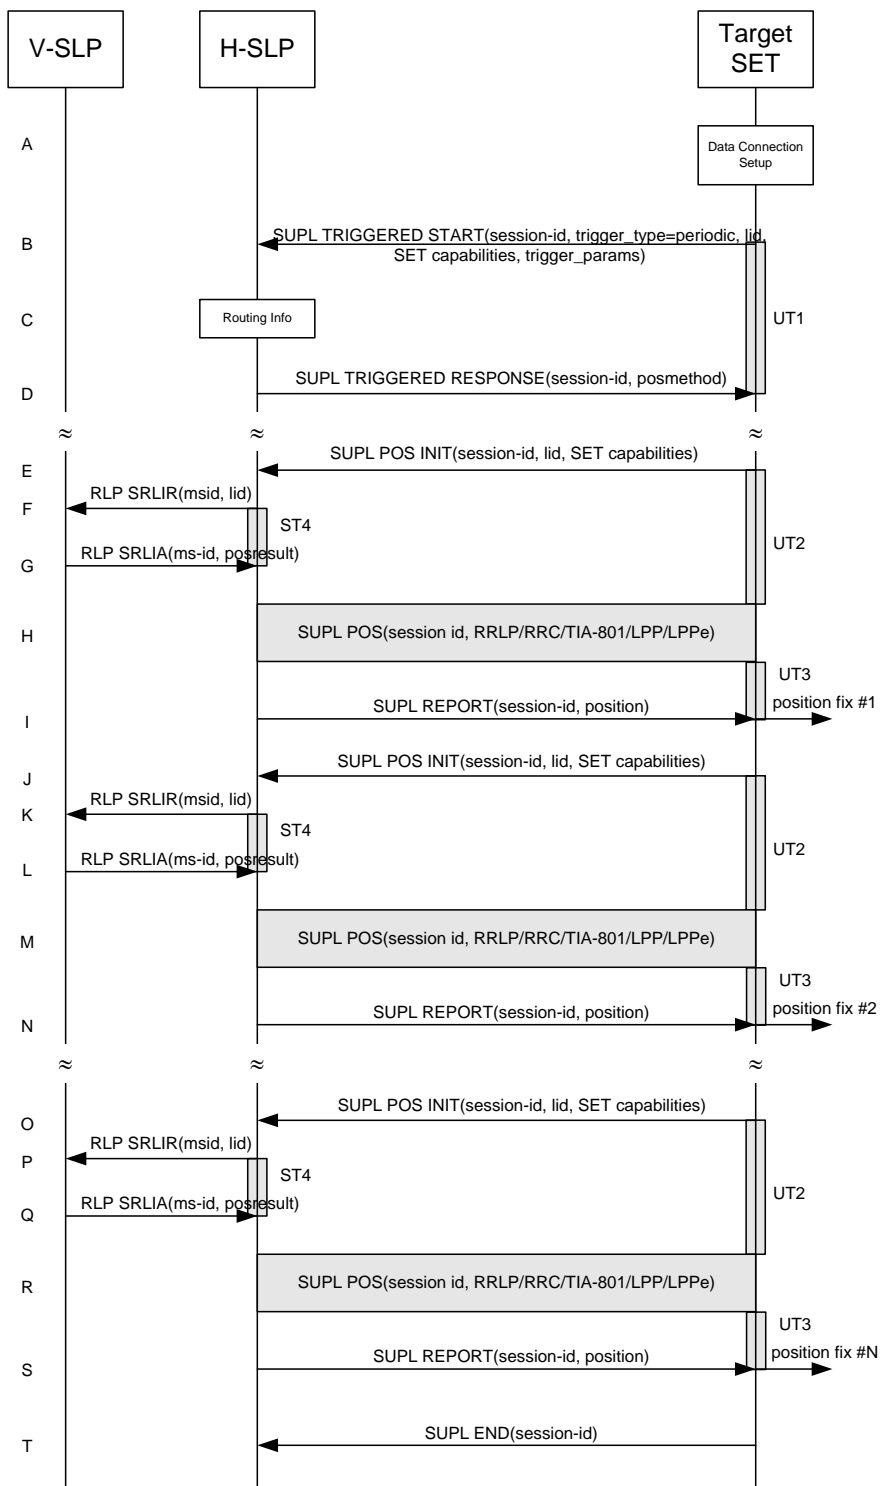 V-SLP
H-SLP
Target
SET
A
Data Connection
Setup
B
SUPL TRIGGERED START(session-id, trigger_type=periodic, lid,
SET capabilities, trigger_params)
C
Routing Info
UT1
D
SUPL TRIGGERED RESPONSE(session-id, posmethod)
≈ ≈ ≈
E
SUPL POS INIT(session-id, lid, SET capabilities)
F
RLP SRLIR(msid, lid)
ST4
UT2
G
RLP SRLIA(ms-id, posresult)
H
SUPL POS(session id, RRLP/RRC/TIA-801/LPP/LPPe)
UT3
I
SUPL REPORT(session-id, position)
position fix #1
J
SUPL POS INIT(session-id, lid, SET capabilities)
K
RLP SRLIR(msid, lid)
ST4
UT2
L
RLP SRLIA(ms-id, posresult)
M
SUPL POS(session id, RRLP/RRC/TIA-801/LPP/LPPe)
UT3
N
SUPL REPORT(session-id, position)
position fix #2
≈ ≈ ≈
O
SUPL POS INIT(session-id, lid, SET capabilities)
P
RLP SRLIR(msid, lid)
ST4
UT2
Q
RLP SRLIA(ms-id, posresult)
R
SUPL POS(session id, RRLP/RRC/TIA-801/LPP/LPPe)
UT3
S
SUPL REPORT(session-id, position)
position fix #N
T
SUPL END(session-id)